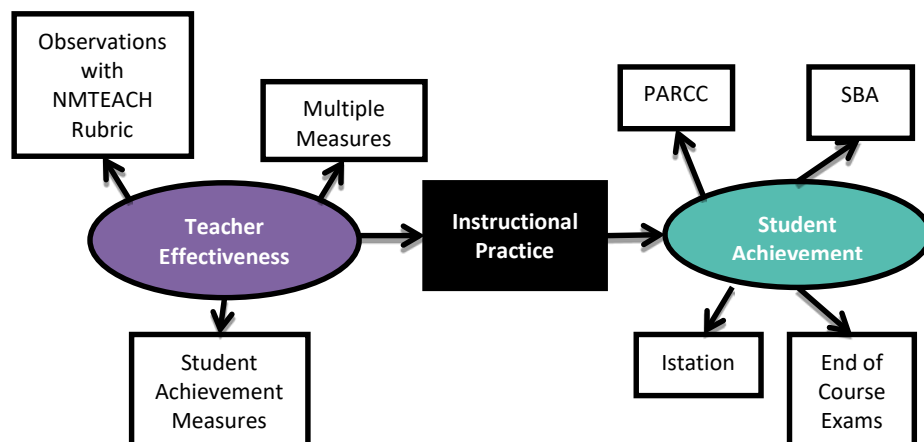 Observations
with
NMTEACH
Rubric
Multiple
Measures
PARCC
SBA
Teacher
Effectiveness
Instructional
Practice
Student
Achievement
Student
Achievement
Measures
Istation
End of
Course
Exams